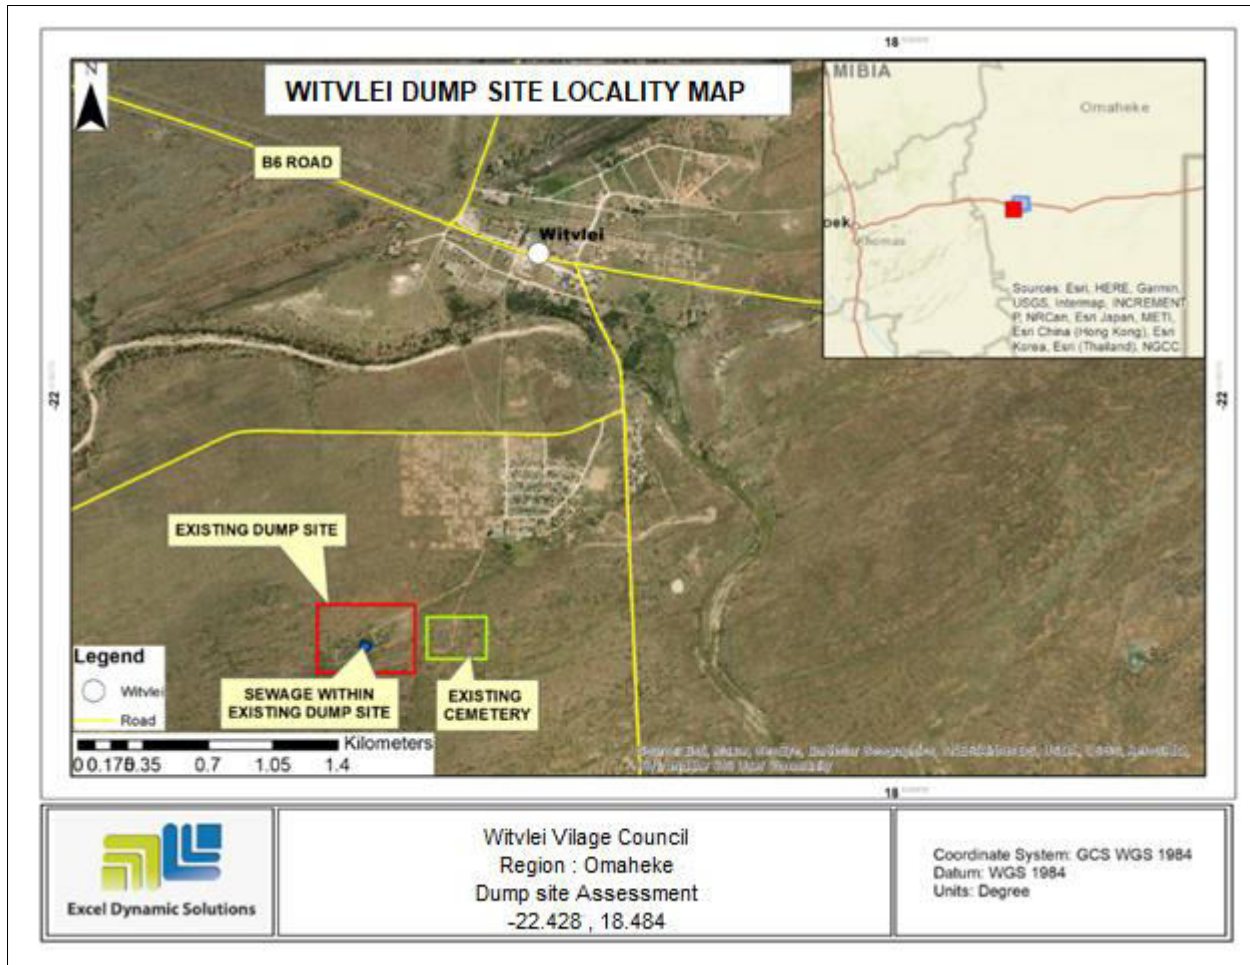 18
N
WITVLEI DUMP SITE LOCALITY MAP
B6 ROAD
Witvlei
MIBIA
Omaheke
oek
Khomas
Sources: Esri, HERE, Garmin,
USGS, Intermap, INCREMENT
P, NRCan, Esri Japan, METI,
Esri China (Hong Kong), Esri
Korea, Esri (Thailand), NGCC,
-22
-22
EXISTING DUMP SITE
SEWAGE WITHIN
EXISTING DUMP SITE
EXISTING
CEMETERY
Legend
Witvlei
Road
Kilometers
0 0.175 0.35 0.7 1.05 1.4
18
Excel Dynamic Solutions
Witvlei Vilage Council
Region : Omaheke
Dump site Assessment
-22.428 , 18.484
Coordinate System: GCS WGS 1984
Datum: WGS 1984
Units: Degree